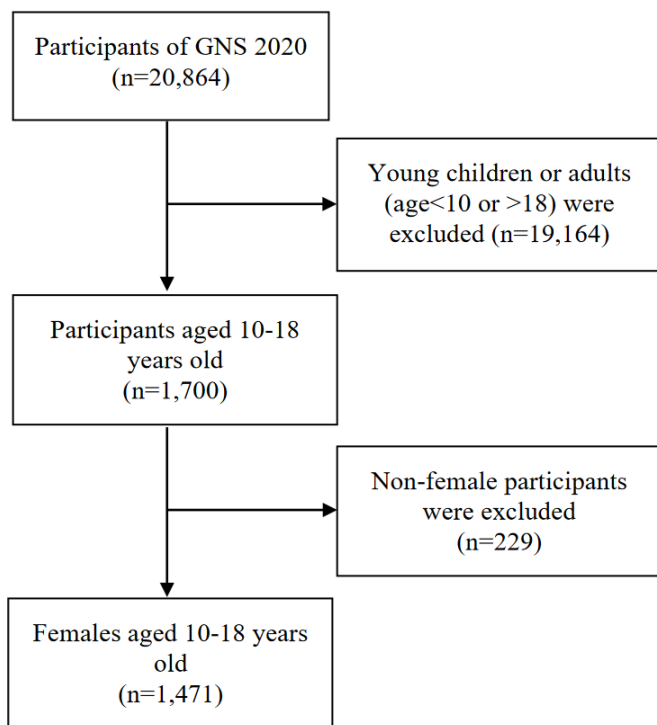 Participants of GNS 2020
(n=20,864)
Young children or adults
(age<10 or >18) were
excluded (n=19,164)
Participants aged 10-18
years old
(n=1,700)
Non-female participants
were excluded
(n=229)
Females aged 10-18 years
old
(n=1,471)